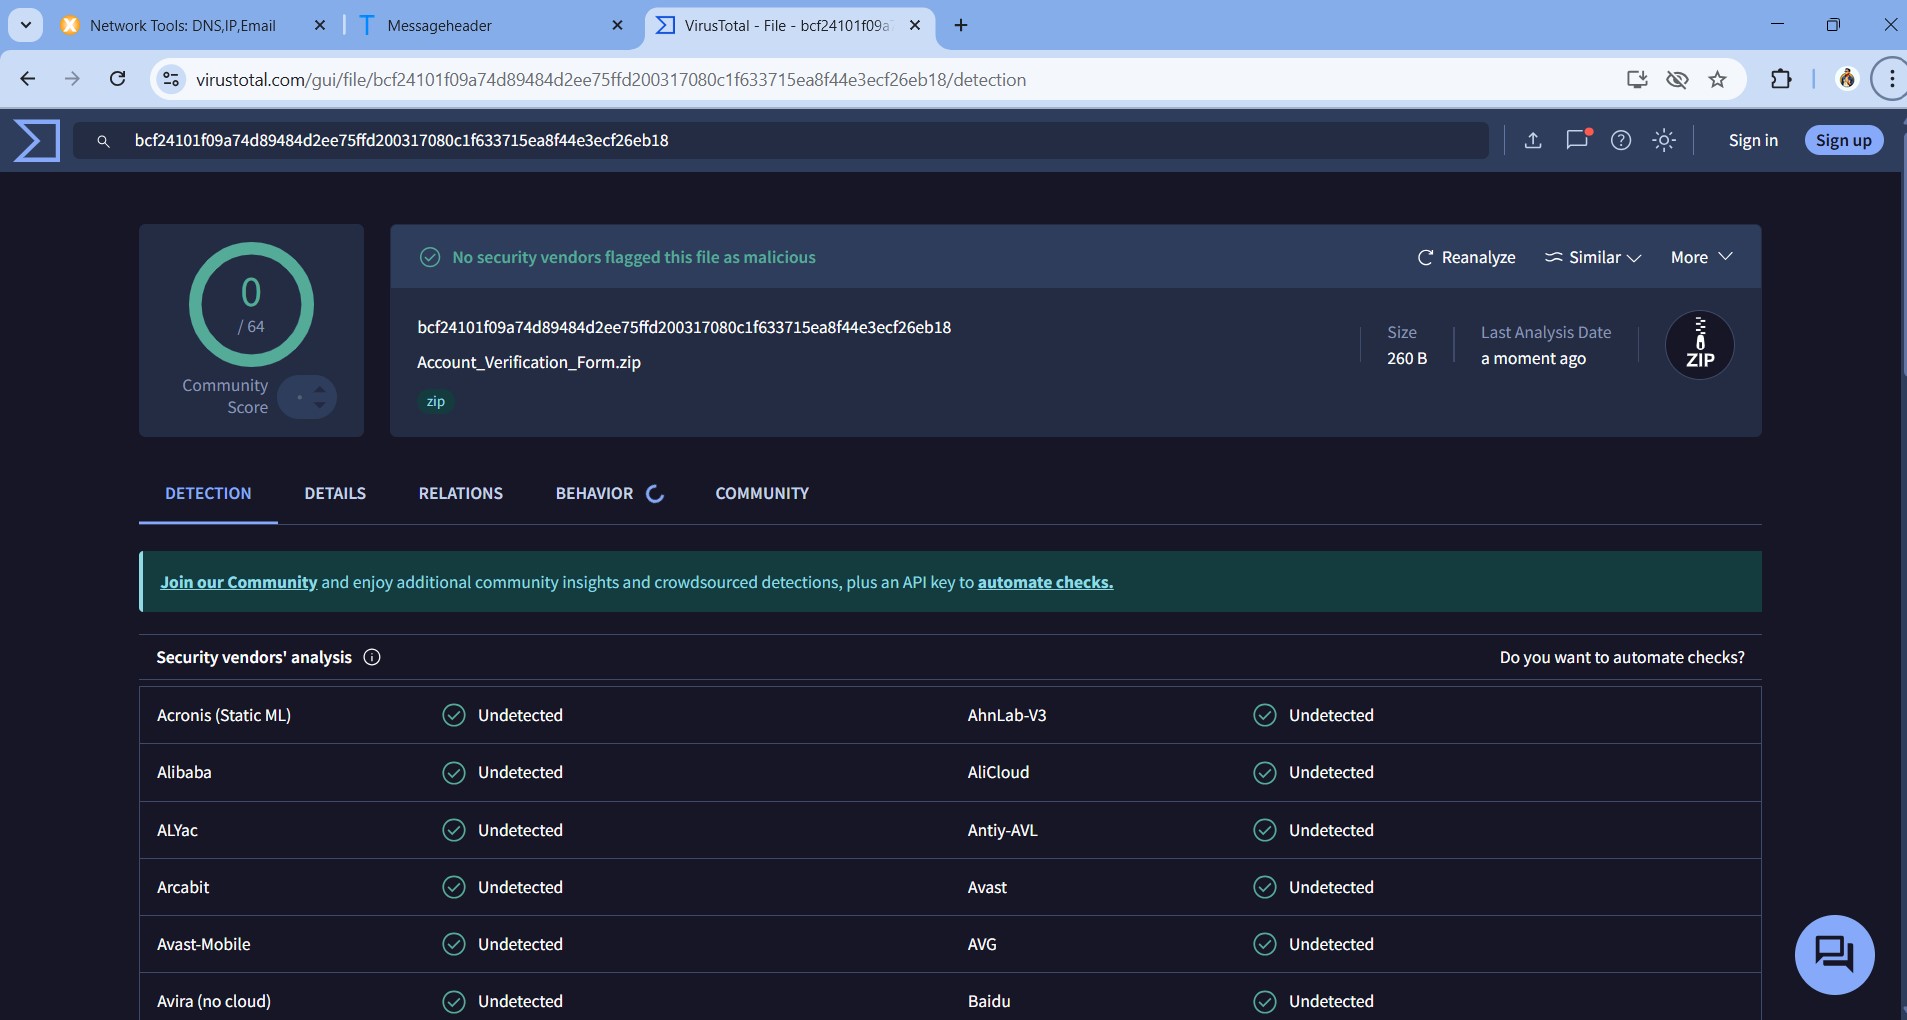 Network Tools: DNS,IP,Email
Messageheader
VirusTotal - File - bcf24101f09a7
virustotal.com/gui/file/bcf24101f09a74d89484d2ee75ffd200317080c1f633715ea8f44e3ecf26eb18/detection
bcf24101f09a74d89484d2ee75ffd200317080c1f633715ea8f44e3ecf26eb18
Sign in
Sign up
0
/ 64
Community
Score
No security vendors flagged this file as malicious
Reanalyze
Similar
More
bcf24101f09a74d89484d2ee75ffd200317080c1f633715ea8f44e3ecf26eb18
Account_Verification_Form.zip
zip
Size
260 B
Last Analysis Date
a moment ago
ZIP
DETECTION
DETAILS
RELATIONS
BEHAVIOR
COMMUNITY
Join our Community and enjoy additional community insights and crowdsourced detections, plus an API key to automate checks.
Security vendors' analysis
Do you want to automate checks?
Acronis (Static ML)
Undetected
AhnLab-V3
Undetected
Alibaba
Undetected
AliCloud
Undetected
ALYac
Undetected
Antiy-AVL
Undetected
Arcabit
Undetected
Avast
Undetected
Avast-Mobile
Undetected
AVG
Undetected
Avira (no cloud)
Undetected
Baidu
Undetected